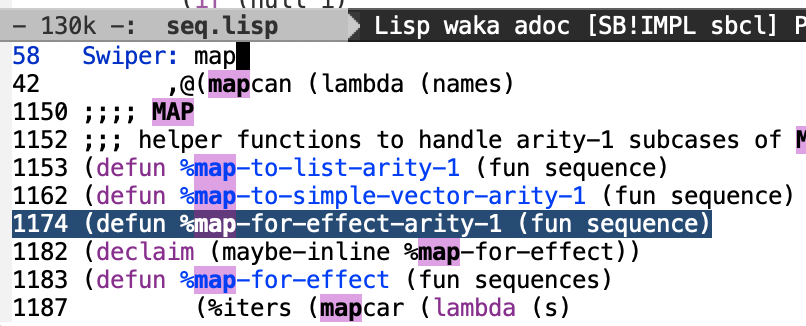 (if (null i)
- 130k -: seq.lisp Lisp waka adoc [SB!IMPL sbcl] P
58 Swiper: map
42 ,@(mapcan (lambda (names)
1150 ;;;; MAP
1152 ;;; helper functions to handle arity-1 subcases of M
1153 (defun %map-to-list-arity-1 (fun sequence)
1162 (defun %map-to-simple-vector-arity-1 (fun sequence)
1174 (defun %map-for-effect-arity-1 (fun sequence)
1182 (declaim (maybe-inline %map-for-effect))
1183 (defun %map-for-effect (fun sequences)
1187 (%iters (mapcar (lambda (s)